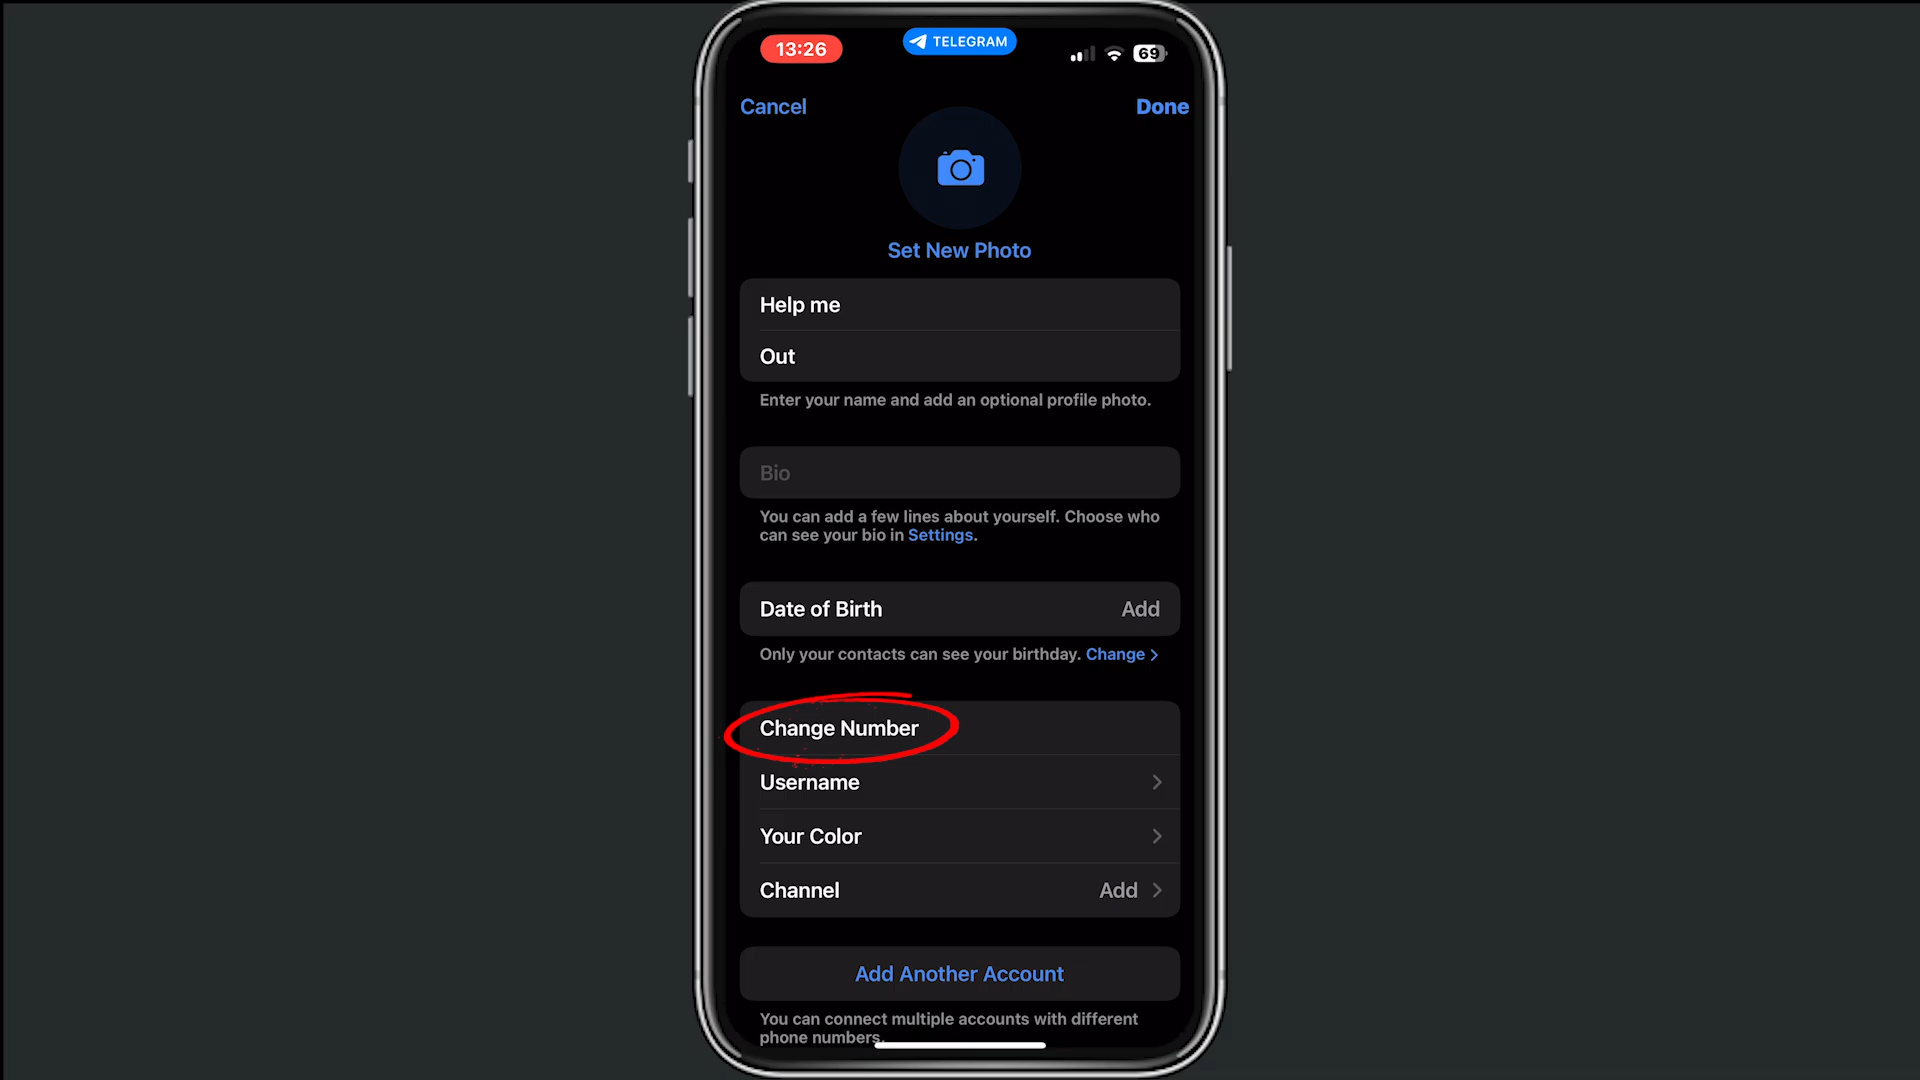 13:26
TELEGRAM
69
Cancel
Done
Set New Photo
Help me
Out
Enter your name and add an optional profile photo.
Bio
You can add a few lines about yourself. Choose who
can see your bio in Settings.
Date of Birth
Add
Only your contacts can see your birthday. Change
Change Number
Username
Your Color
Channel
Add
Add Another Account
You can connect multiple accounts with different
phone numbers.